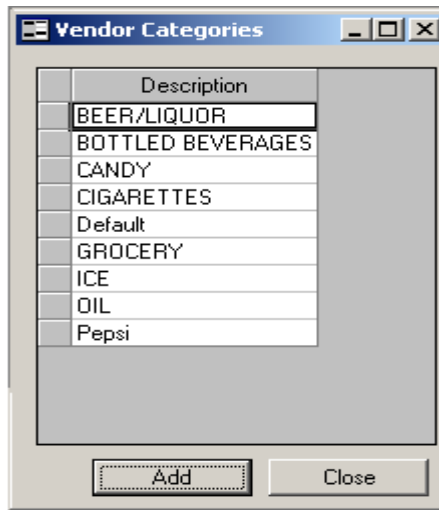 Vendor Categories
Description
BEER/LIQUOR
BOTTLED BEVERAGES
CANDY
CIGARETTES
Default
GROCERY
ICE
OIL
Pepsi
Add Close